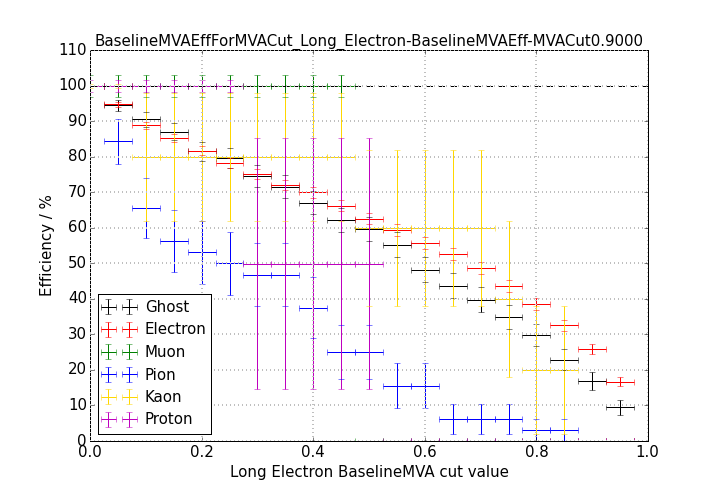 BaselineMVAEffForMVACut_Long_Electron-BaselineMVAEff-MVACut0.9000
110
100
90
80
70
60
50
40
30
20
10
0
Efficiency / %
Ghost
Electron
Muon
Pion
Kaon
Proton
0.0 0.2 0.4 0.6 0.8 1.0
Long Electron BaselineMVA cut value